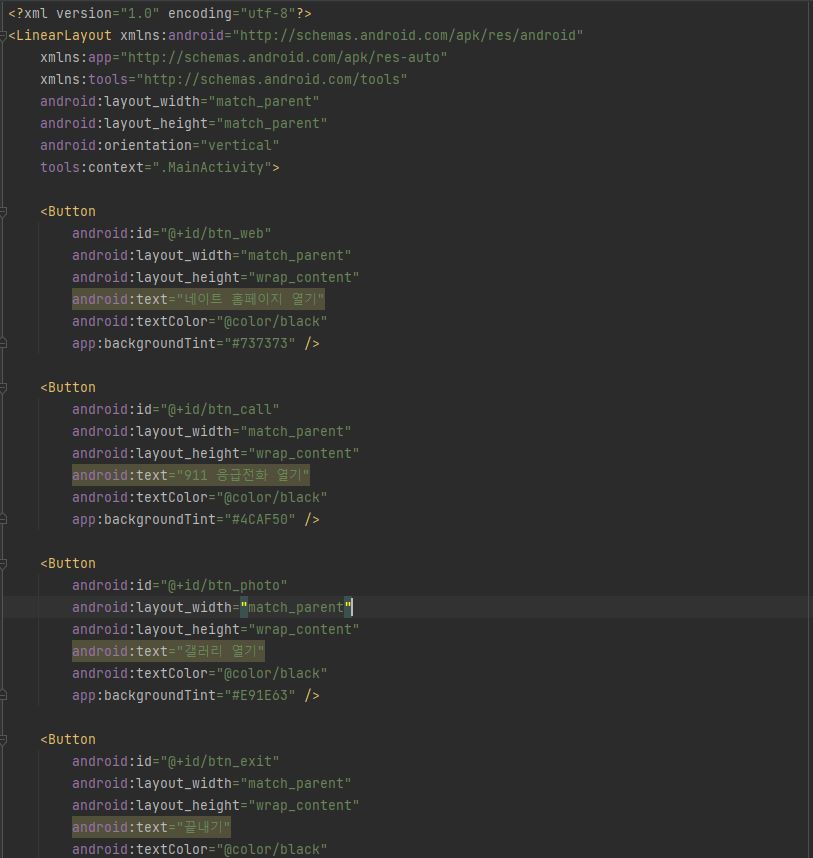 <?xml version="1.0" encoding="utf-8"?>
<LinearLayout xmlns:android="http://schemas.android.com/apk/res/android"
    xmlns:app="http://schemas.android.com/apk/res-auto"
    xmlns:tools="http://schemas.android.com/tools"
    android:layout_width="match_parent"
    android:layout_height="match_parent"
    android:orientation="vertical"
    tools:context=".MainActivity">
    <Button
        android:id="@+id/btn_web"
        android:layout_width="match_parent"
        android:layout_height="wrap_content"
        android:text="네이트 홈페이지 열기"
        android:textColor="@color/black"
        app:backgroundTint="#737373" />
    <Button
        android:id="@+id/btn_call"
        android:layout_width="match_parent"
        android:layout_height="wrap_content"
        android:text="911 응급전화 열기"
        android:textColor="@color/black"
        app:backgroundTint="#4CAF50" />
    <Button
        android:id="@+id/btn_photo"
        android:layout_width="match_parent"
        android:layout_height="wrap_content"
        android:text="갤러리 열기"
        android:textColor="@color/black"
        app:backgroundTint="#E91E63" />
    <Button
        android:id="@+id/btn_exit"
        android:layout_width="match_parent"
        android:layout_height="wrap_content"
        android:text="끝내기"
        android:textColor="@color/black"